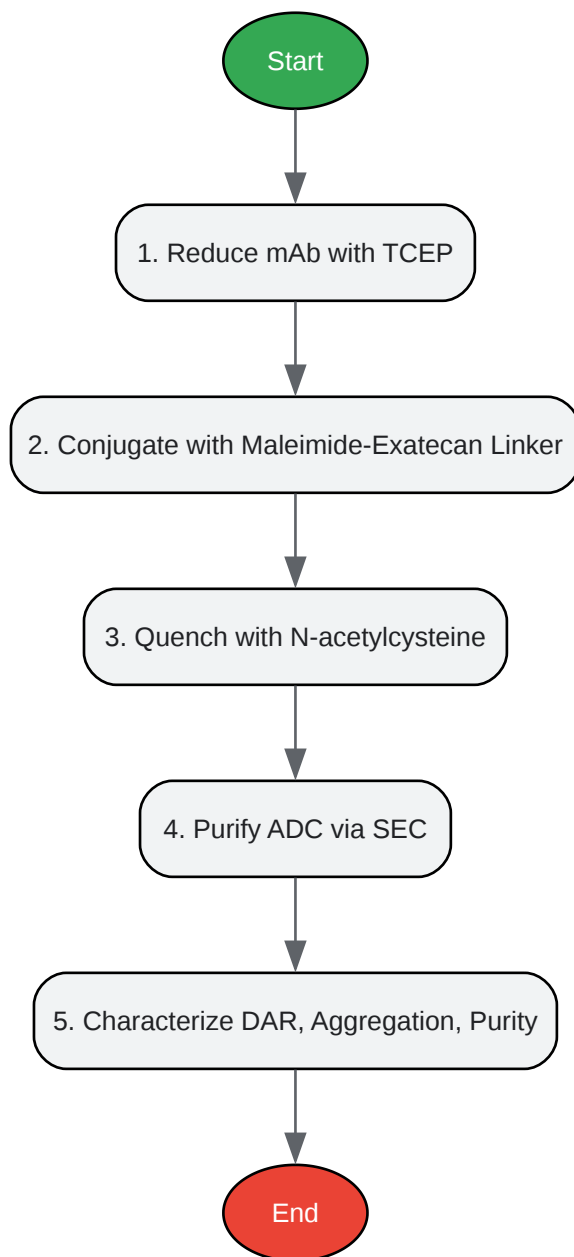 Start
1. Reduce mAb with TCEP
2. Conjugate with Maleimide-Exatecan Linker
3. Quench with N-acetylcysteine
4. Purify ADC via SEC
5. Characterize DAR, Aggregation, Purity
End